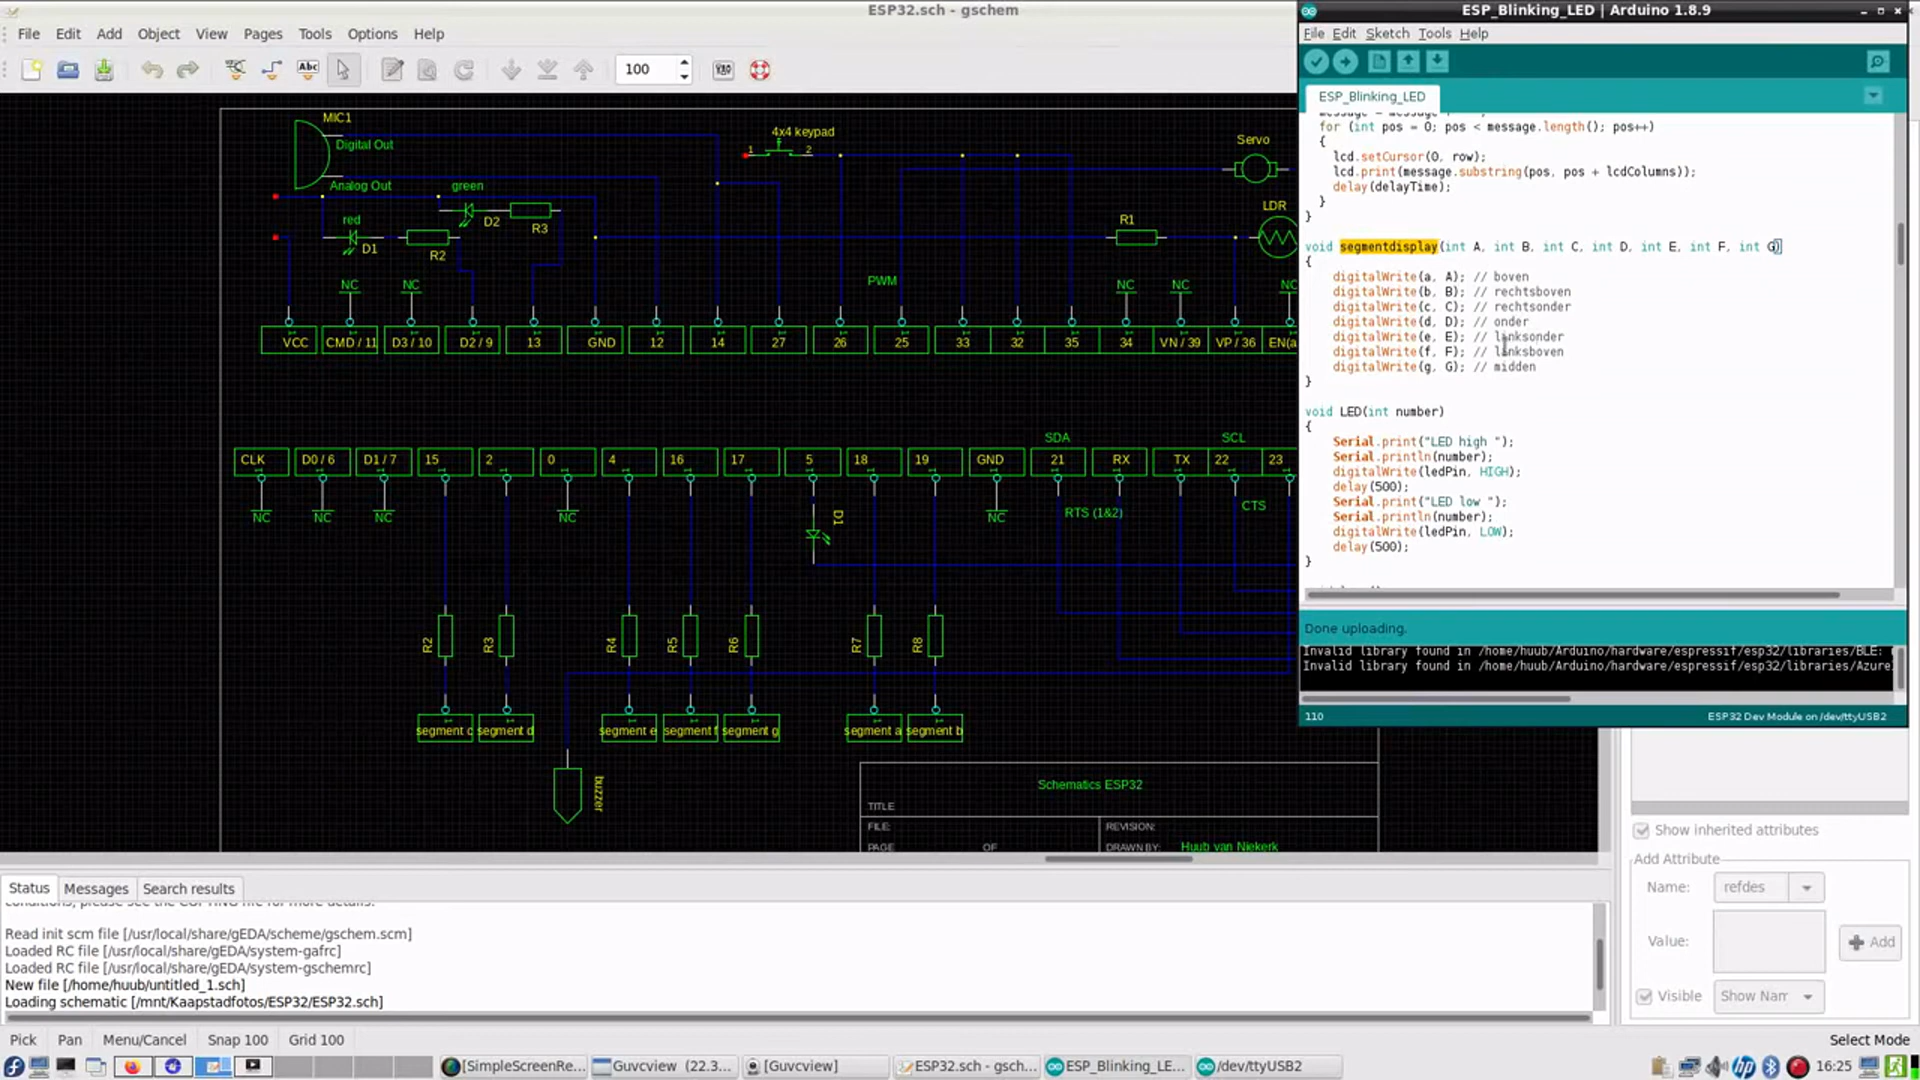 ESP32.sch - gschem
File Edit Add Object View Pages Tools Options Help
Abc
100
MIC1
Digital Out
Analog Out
green
red
D1
D2
R2
R3
4x4 keypad
1 2
Servo
LDR
R1
PWM
NC NC NC NC NC
VCC CMD / 11 D3 / 10 D2 / 9 13 GND 12 14 27 26 25 33 32 35 34 VN / 39 VP / 36 EN(a
SDA SCL
CLK D0 / 6 D1 / 7 15 2 0 4 16 17 5 18 19 GND 21 RX TX 22 23
NC NC NC NC NC
D1
RTS (1&2)
CTS
R2 R3 R4 R5 R6 R7 R8
segment c segment d segment e segment f segment g segment a segment b
buzzer
Schematics ESP32
TITLE
FILE: REVISION:
PAGE OF DRAWN BY: Huub van Niekerk
ESP_Blinking_LED | Arduino 1.8.9
File Edit Sketch Tools Help
ESP_Blinking_LED
for (int pos = 0; pos < message.length(); pos++)
{
lcd.setCursor(0, row);
lcd.print(message.substring(pos, pos + lcdColumns));
delay(delayTime);
}
}
void segmentdisplay(int A, int B, int C, int D, int E, int F, int G)
{
digitalWrite(a, A); // boven
digitalWrite(b, B); // rechtsboven
digitalWrite(c, C); // rechtsonder
digitalWrite(d, D); // onder
digitalWrite(e, E); // linksonder
digitalWrite(f, F); // linksboven
digitalWrite(g, G); // midden
}
void LED(int number)
{
Serial.print("LED high ");
Serial.println(number);
digitalWrite(ledPin, HIGH);
delay(500);
Serial.print("LED low ");
Serial.println(number);
digitalWrite(ledPin, LOW);
delay(500);
}
Done uploading.
Invalid library found in /home/huub/Arduino/hardware/espressif/esp32/libraries/BLE:
Invalid library found in /home/huub/Arduino/hardware/espressif/esp32/libraries/Azure
110
ESP32 Dev Module on /dev/ttyUSB2
Show inherited attributes
Add Attribute
Name: refdes
Value:
Add
Visible Show Nam
Status Messages Search results
conditions, please see the COPYING file for more details.
Read init scm file [/usr/local/share/gEDA/scheme/gschem.scm]
Loaded RC file [/usr/local/share/gEDA/system-gafrc]
Loaded RC file [/usr/local/share/gEDA/system-gschemrc]
New file [/home/huub/untitled_1.sch]
Loading schematic [/mnt/Kaapstadfotos/ESP32/ESP32.sch]
Pick Pan Menu/Cancel Snap 100 Grid 100 Select Mode
[SimpleScreenRe... Guvcview (22.3... [Guvcview] ESP32.sch - gsch... ESP_Blinking_LE... /dev/ttyUSB2 hp 16:25